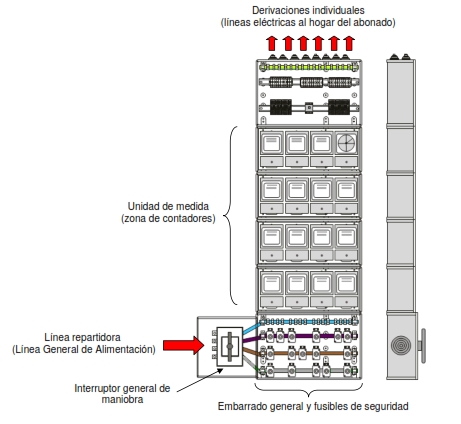 Derivaciones individuales
(líneas eléctricas al hogar del abonado)
Unidad de medida
(zona de contadores)
Línea repartidora
(Línea General de Alimentación)
Interruptor general de
maniobra
Embarrado general y fusibles de seguridad